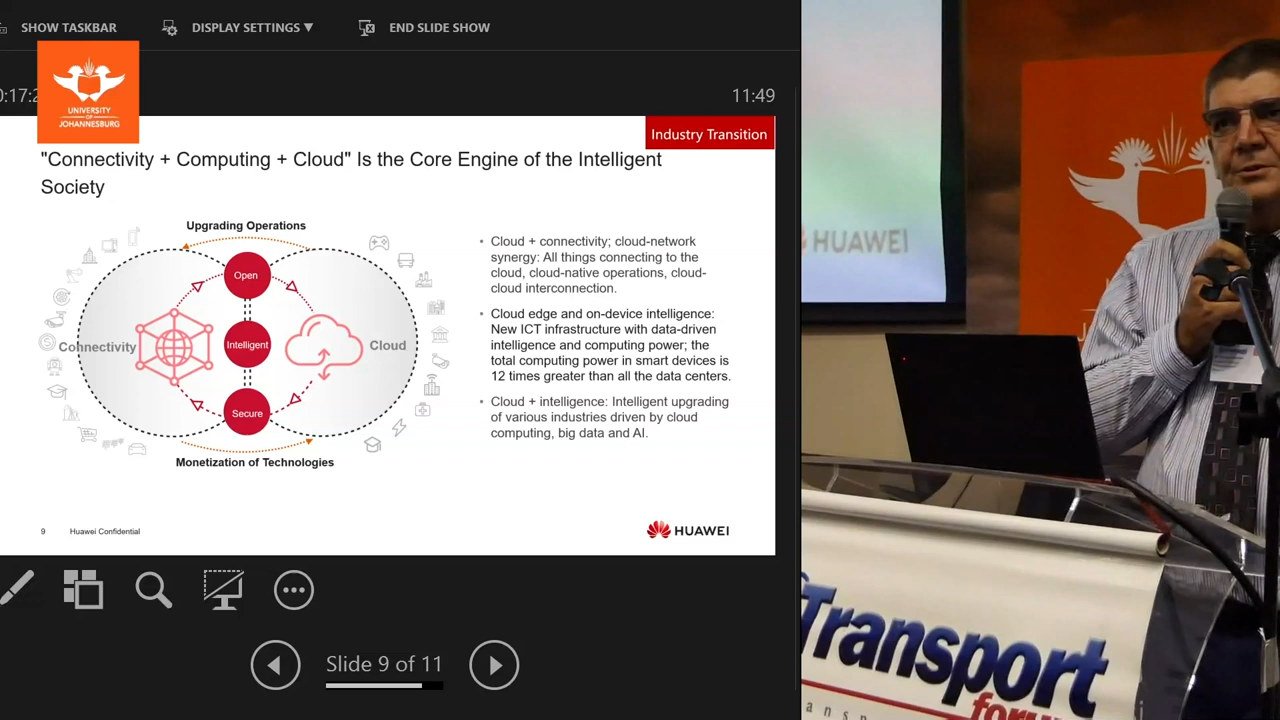 SHOW TASKBAR
DISPLAY SETTINGS ▼
END SLIDE SHOW
UNIVERSITY
OF
JOHANNESBURG
11:49
Industry Transition
"Connectivity + Computing + Cloud" Is the Core Engine of the Intelligent
Society
Upgrading Operations
Open
Connectivity
Intelligent
Cloud
Secure
Monetization of Technologies
• Cloud + connectivity; cloud-network
synergy: All things connecting to the
cloud, cloud-native operations, cloud-
cloud interconnection.
Cloud edge and on-device intelligence:
New ICT infrastructure with data-driven
intelligence and computing power; the
total computing power in smart devices is
12 times greater than all the data centers.
• Cloud + intelligence: Intelligent upgrading
of various industries driven by cloud
computing, big data and AI.
9
Huawei Confidential
HUAWEI
Slide 9 of 11
HUAWEI
Transport
forum